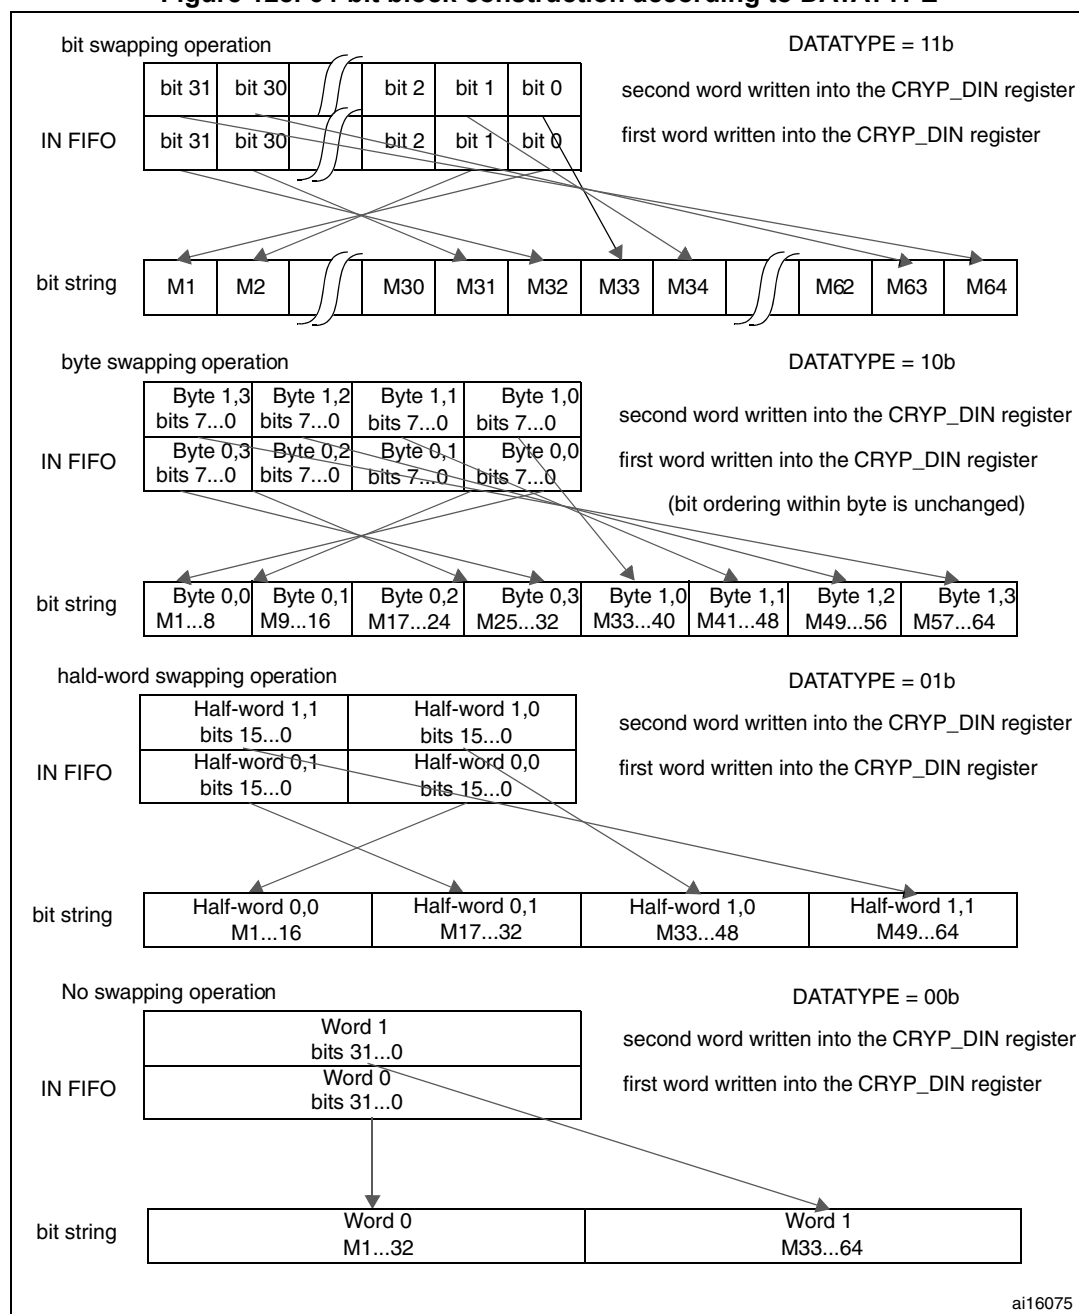 bit swapping operation DATATYPE = 11b
bit 31 bit 30 bit 2 bit 1 bit 0 second word written into the CRYP_DIN register
IN FIFO bit 31 bit 30 bit 2 bit 1 bit 0 first word written into the CRYP_DIN register
bit string M1 M2 M30 M31 M32 M33 M34 M62 M63 M64
byte swapping operation DATATYPE = 10b
Byte 1,3 Byte 1,2 Byte 1,1 Byte 1,0
bits 7...0 bits 7...0 bits 7...0 bits 7...0 second word written into the CRYP_DIN register
Byte 0,3 Byte 0,2 Byte 0,1 Byte 0,0
IN FIFO bits 7...0 bits 7...0 bits 7...0 bits 7...0 first word written into the CRYP_DIN register
(bit ordering within byte is unchanged)
bit string Byte 0,0 Byte 0,1 Byte 0,2 Byte 0,3 Byte 1,0 Byte 1,1 Byte 1,2 Byte 1,3
M1...8 M9...16 M17...24 M25...32 M33...40 M41...48 M49...56 M57...64
hald-word swapping operation DATATYPE = 01b
Half-word 1,1 Half-word 1,0
bits 15...0 bits 15...0 second word written into the CRYP_DIN register
Half-word 0,1 Half-word 0,0
IN FIFO bits 15...0 bits 15...0 first word written into the CRYP_DIN register
bit string Half-word 0,0 Half-word 0,1 Half-word 1,0 Half-word 1,1
M1...16 M17...32 M33...48 M49...64
No swapping operation DATATYPE = 00b
Word 1
bits 31...0 second word written into the CRYP_DIN register
Word 0
IN FIFO bits 31...0 first word written into the CRYP_DIN register
bit string Word 0 Word 1
M1...32 M33...64
ai16075